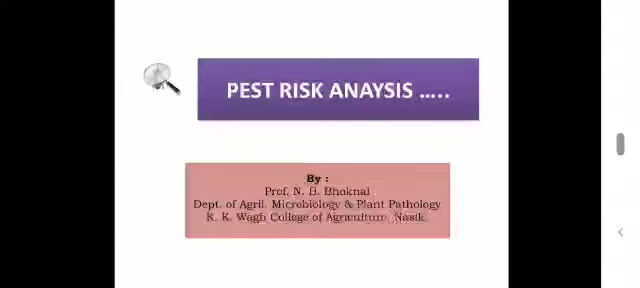 PEST RISK ANAYSIS .....
By :
Prof. N. B. Bhoknal
Dept. of Agril. Microbiology & Plant Pathology
K. K. Wagh College of Agriculture, Nasik.